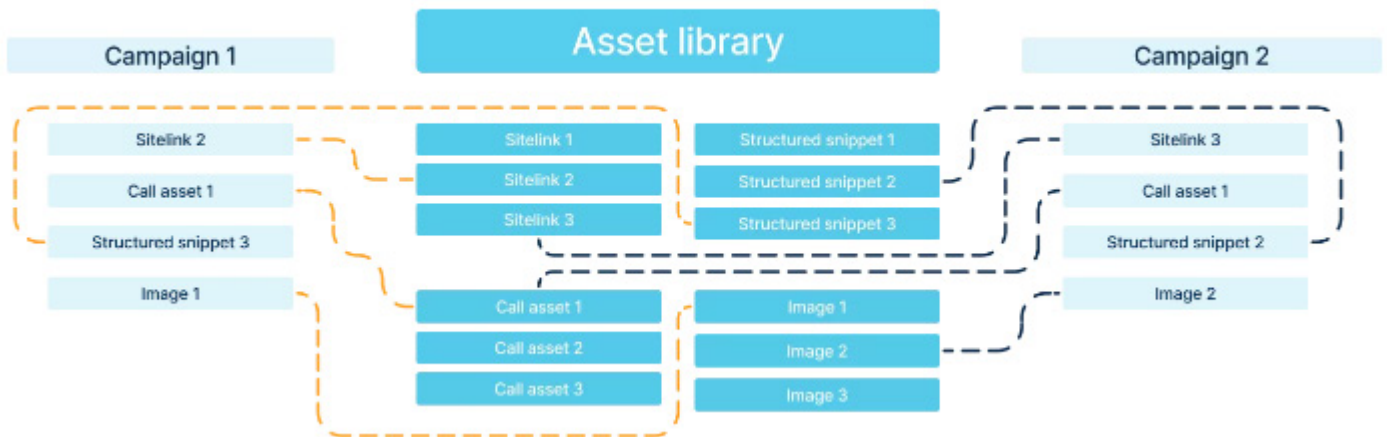 Asset library
Campaign 1
Campaign 2
Sitelink 2
Call asset 1
Structured snippet 3
Image 1
Sitelink 1
Sitelink 2
Sitelink 3
Structured snippet 1
Structured snippet 2
Structured snippet 3
Call asset 1
Call asset 2
Call asset 3
Image 1
Image 2
Image 3
Sitelink 3
Call asset 1
Structured snippet 2
Image 2